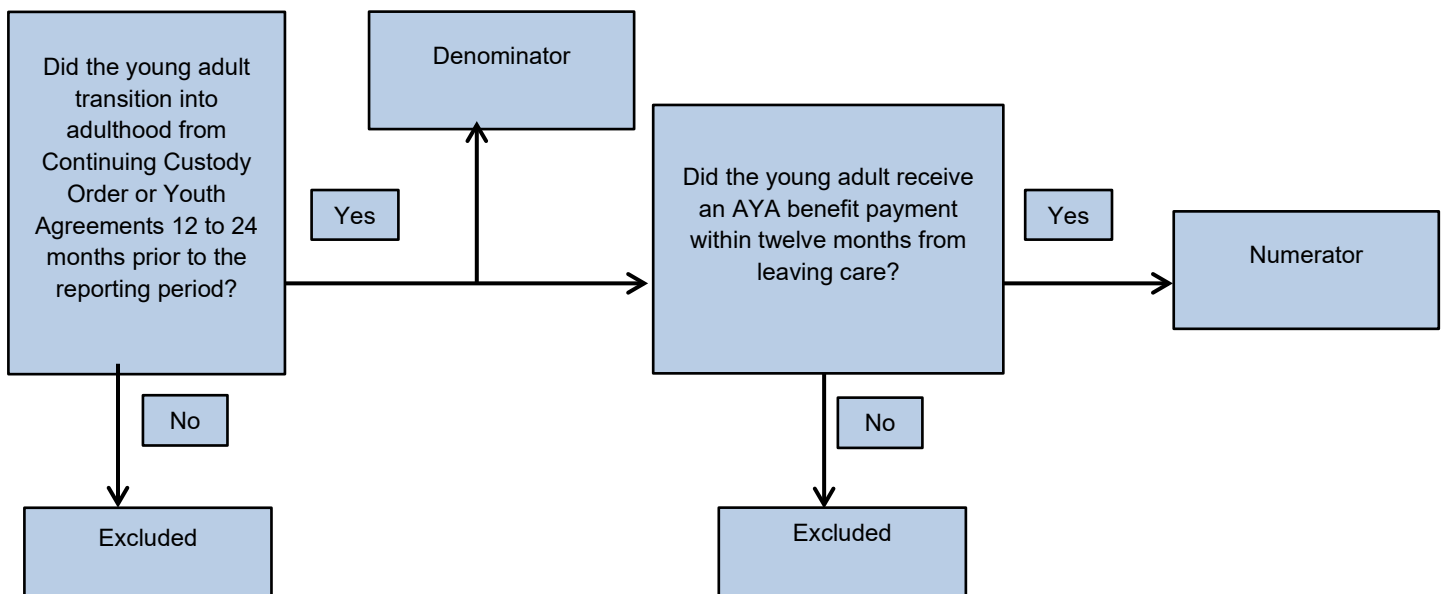 Did the young adult
transition into
adulthood from
Continuing Custody
Order or Youth
Agreements 12 to 24
months prior to the
reporting period?
Yes
No
Excluded
Denominator
Did the young adult receive
an AYA benefit payment
within twelve months from
leaving care?
Yes
No
Excluded
Numerator